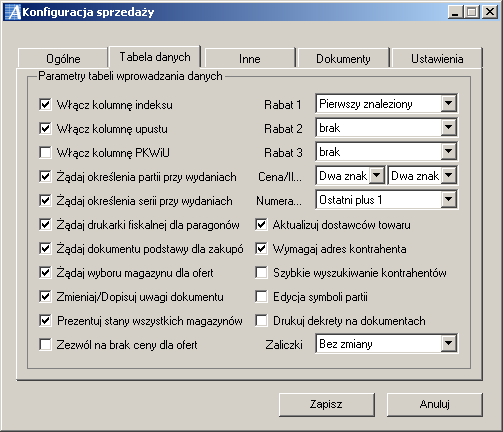 Konfiguracja sprzedaży
Ogólne Tabela danych Inne Dokumenty Ustawienia
Parametry tabeli wprowadzania danych
Włącz kolumnę indeksu Rabat 1 Pierwszy znaleziony
Włącz kolumnę upustu Rabat 2 brak
Włącz kolumnę PKWiU Rabat 3 brak
Żądaj określenia partii przy wydaniach Cena/Il... Dwa znak Dwa znak
Żądaj określenia serii przy wydaniach Numera... Ostatni plus 1
Żądaj drukarki fiskalnej dla paragonów Aktualizuj dostawców towaru
Żądaj dokumentu podstawy dla zakupó Wymagaj adres kontrahenta
Żądaj wyboru magazynu dla ofert Szybkie wyszukiwanie kontrahentów
Zmieniaj/Dopisuj uwagi dokumentu Edycja symboli partii
Prezentuj stany wszystkich magazynów Drukuj dekrety na dokumentach
Zezwól na brak ceny dla ofert Zaliczki Bez zmiany
Zapisz Anuluj